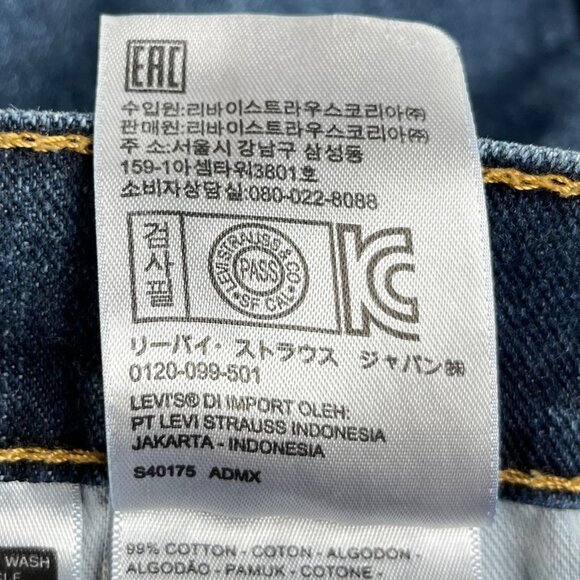 EAC
수입원:리바이스트라우스코리아㈜
판매원:리바이스트라우스코리아㈜
주 소:서울시 강남구 삼성동
159-1아셈타워3801호
소비자상담실:080-022-8088
검사필
LEVI STRAUSS & CO.
PASS
SF CAL
KC
リーバイ・ストラウス ジャパン㈱
0120-099-501
LEVI'S® DI IMPORT OLEH:
PT LEVI STRAUSS INDONESIA
JAKARTA - INDONESIA
S40175 ADMX
99% COTTON - COTON - ALGODON -
ALGODÃO - PAMUK - COTONE -
WASH